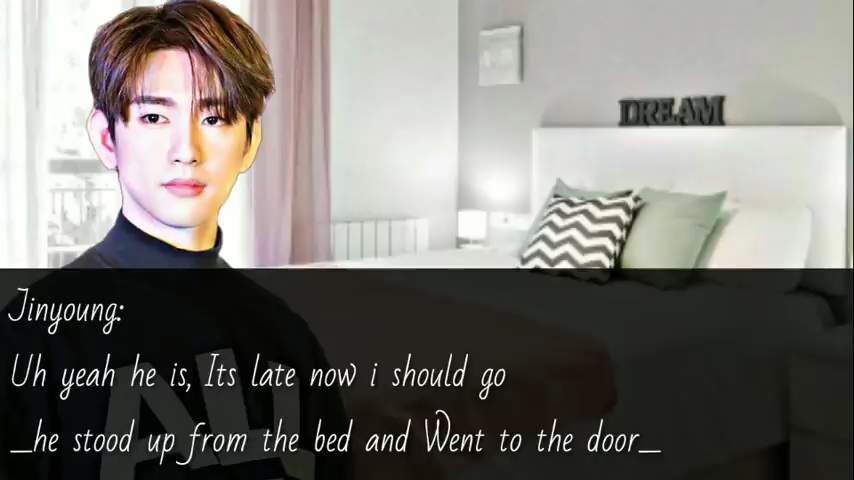 DREAM
Jinyoung:
Uh yeah he is, Its late now i should go
_he stood up from the bed and Went to the door_